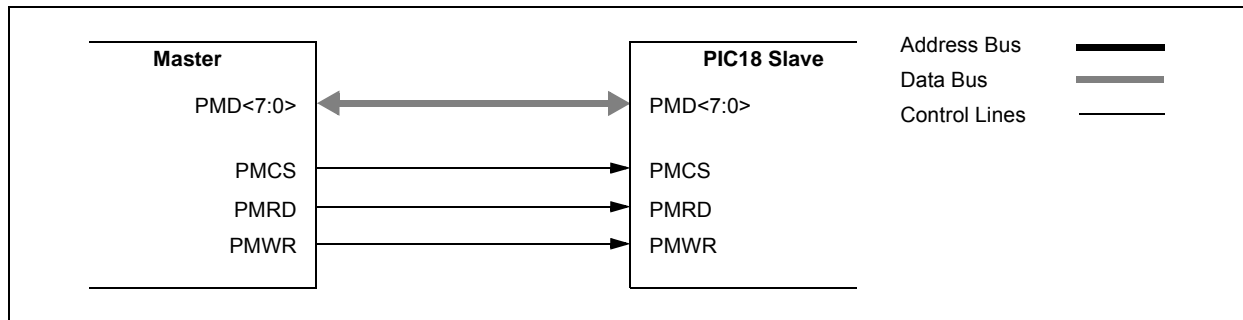 Master
PMD<7:0>
PMCS
PMRD
PMWR
PIC18 Slave
PMD<7:0>
PMCS
PMRD
PMWR
Address Bus
Data Bus
Control Lines